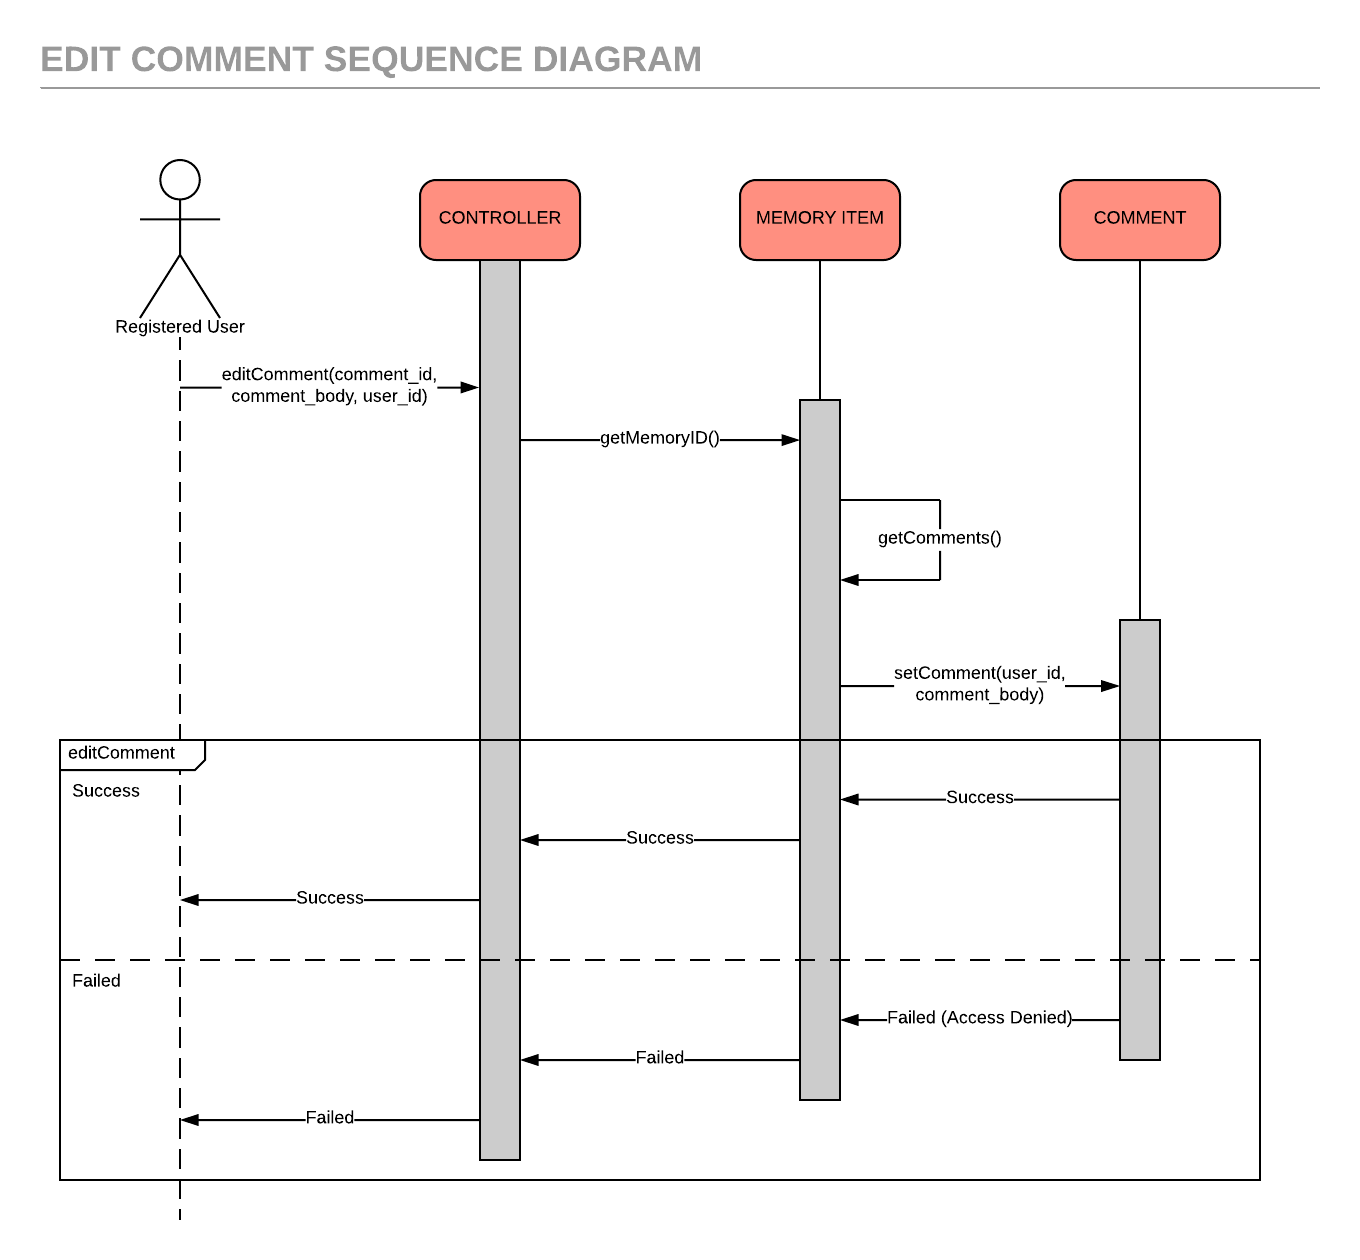 EDIT COMMENT SEQUENCE DIAGRAM
CONTROLLER
MEMORY ITEM
COMMENT
Registered User
editComment(comment_id,
comment_body, user_id)
getMemoryID()
getComments()
setComment(user_id,
comment_body)
editComment
Success
Success
Success
Success
Failed
Failed (Access Denied)
Failed
Failed